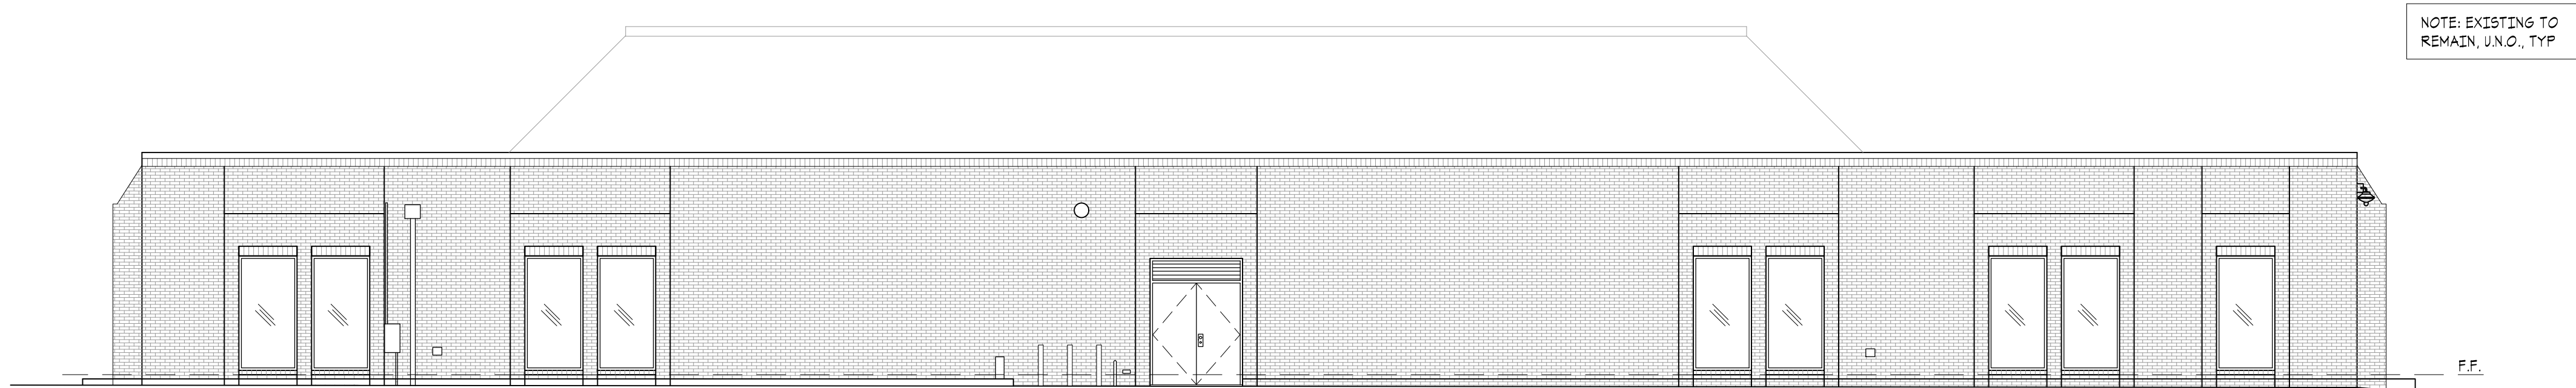 NOTE: EXISTING TO
REMAIN, U.N.O., TYP
F.F.